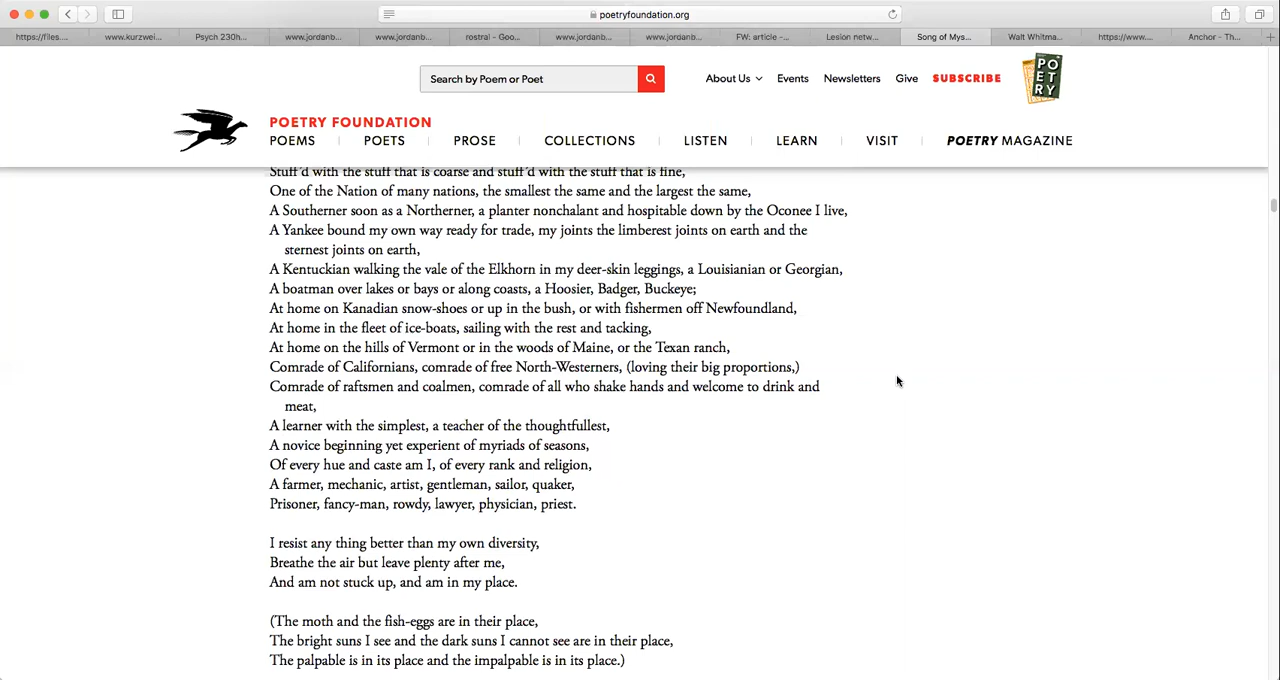 poetryfoundation.org
https://files....
www.kurzwei...
Psych 230h...
www.jordanb...
www.jordanb...
rostral - Goo...
www.jordanb...
www.jordanb...
FW: article -...
Lesion netw...
Song of Mys...
Walt Whitma...
https://www....
Anchor - Th...
Search by Poem or Poet
About Us
Events
Newsletters
Give
SUBSCRIBE
PO
ET
RY
POETRY FOUNDATION
POEMS
POETS
PROSE
COLLECTIONS
LISTEN
LEARN
VISIT
POETRY MAGAZINE
Stuff'd with the stuff that is coarse and stuff'd with the stuff that is fine,
One of the Nation of many nations, the smallest the same and the largest the same,
A Southerner soon as a Northerner, a planter nonchalant and hospitable down by the Oconee I live,
A Yankee bound my own way ready for trade, my joints the limberest joints on earth and the
sternest joints on earth,
A Kentuckian walking the vale of the Elkhorn in my deer-skin leggings, a Louisianian or Georgian,
A boatman over lakes or bays or along coasts, a Hoosier, Badger, Buckeye;
At home on Kanadian snow-shoes or up in the bush, or with fishermen off Newfoundland,
At home in the fleet of ice-boats, sailing with the rest and tacking,
At home on the hills of Vermont or in the woods of Maine, or the Texan ranch,
Comrade of Californians, comrade of free North-Westerners, (loving their big proportions,)
Comrade of raftsmen and coalmen, comrade of all who shake hands and welcome to drink and
meat,
A learner with the simplest, a teacher of the thoughtfullest,
A novice beginning yet experient of myriads of seasons,
Of every hue and caste am I, of every rank and religion,
A farmer, mechanic, artist, gentleman, sailor, quaker,
Prisoner, fancy-man, rowdy, lawyer, physician, priest.
I resist any thing better than my own diversity,
Breathe the air but leave plenty after me,
And am not stuck up, and am in my place.
(The moth and the fish-eggs are in their place,
The bright suns I see and the dark suns I cannot see are in their place,
The palpable is in its place and the impalpable is in its place.)